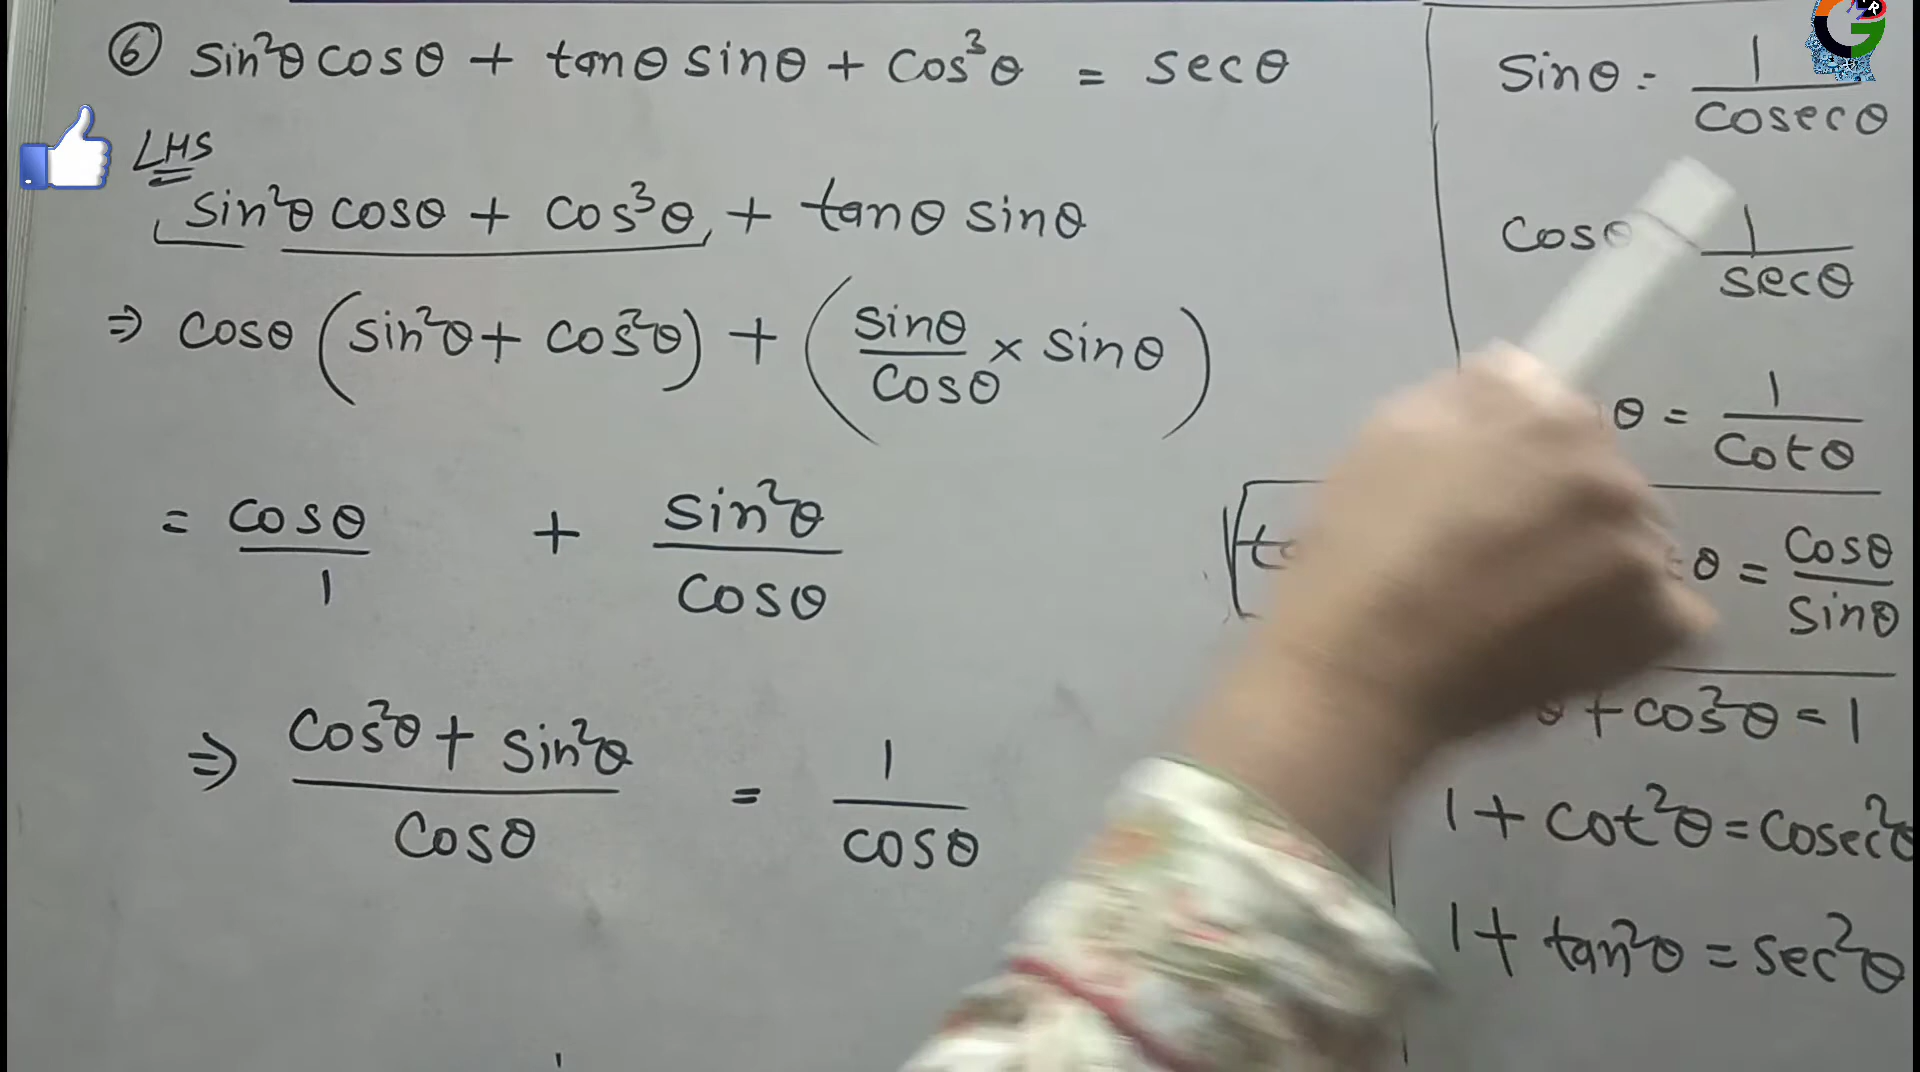 ⑥ sin²θ cosθ + tanθ sinθ + cos³θ = secθ
LHS
sin²θ cosθ + cos³θ + tanθ sinθ
⇒ cosθ (sin²θ + cos²θ) + (sinθ/cosθ × sinθ)
= cosθ/1 + sin²θ/cosθ
⇒ cos²θ + sin²θ/cosθ = 1/cosθ
sinθ = 1/cosecθ
cosθ 1/secθ
θ = 1/cotθ
θ = cosθ/sinθ
θ + cos²θ = 1
1 + cot²θ = cosec²θ
1 + tan²θ = sec²θ